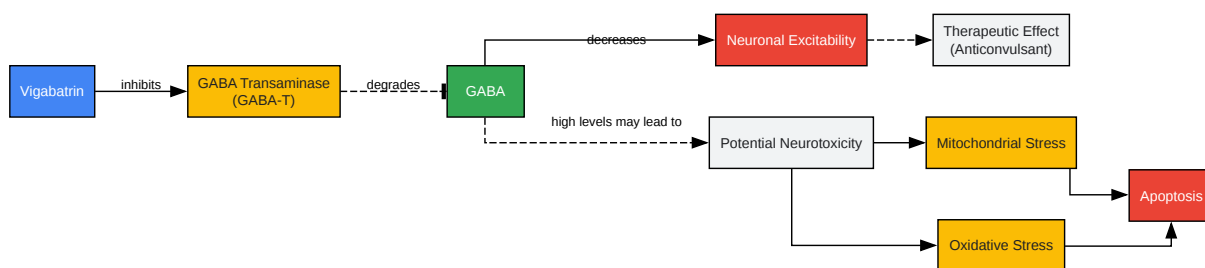 Vigabatrin
inhibits
GABA Transaminase
(GABA-T)
degrades
GABA
decreases
Neuronal Excitability
Therapeutic Effect
(Anticonvulsant)
high levels may lead to
Potential Neurotoxicity
Mitochondrial Stress
Oxidative Stress
Apoptosis